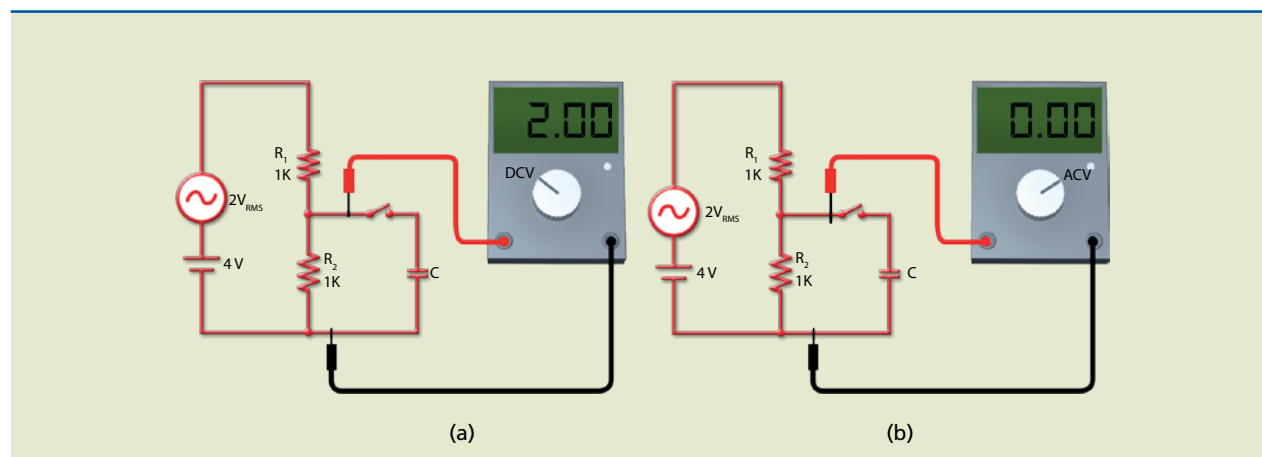 2.00
DCV
R1
1K
2VRMS
4 V
R2
1K
C
(a)
0.00
ACV
R1
1K
2VRMS
4 V
R2
1K
C
(b)